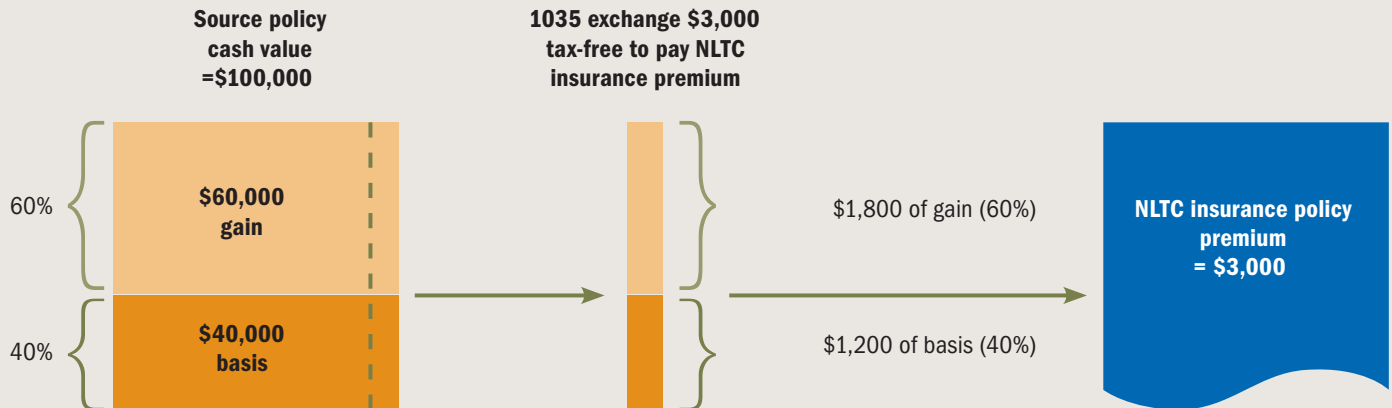 Source policy
cash value
=$100,000
1035 exchange $3,000
tax-free to pay NLTC
insurance premium
60%
$60,000
gain
$1,800 of gain (60%)
NLTC insurance policy
premium
= $3,000
40%
$40,000
basis
$1,200 of basis (40%)